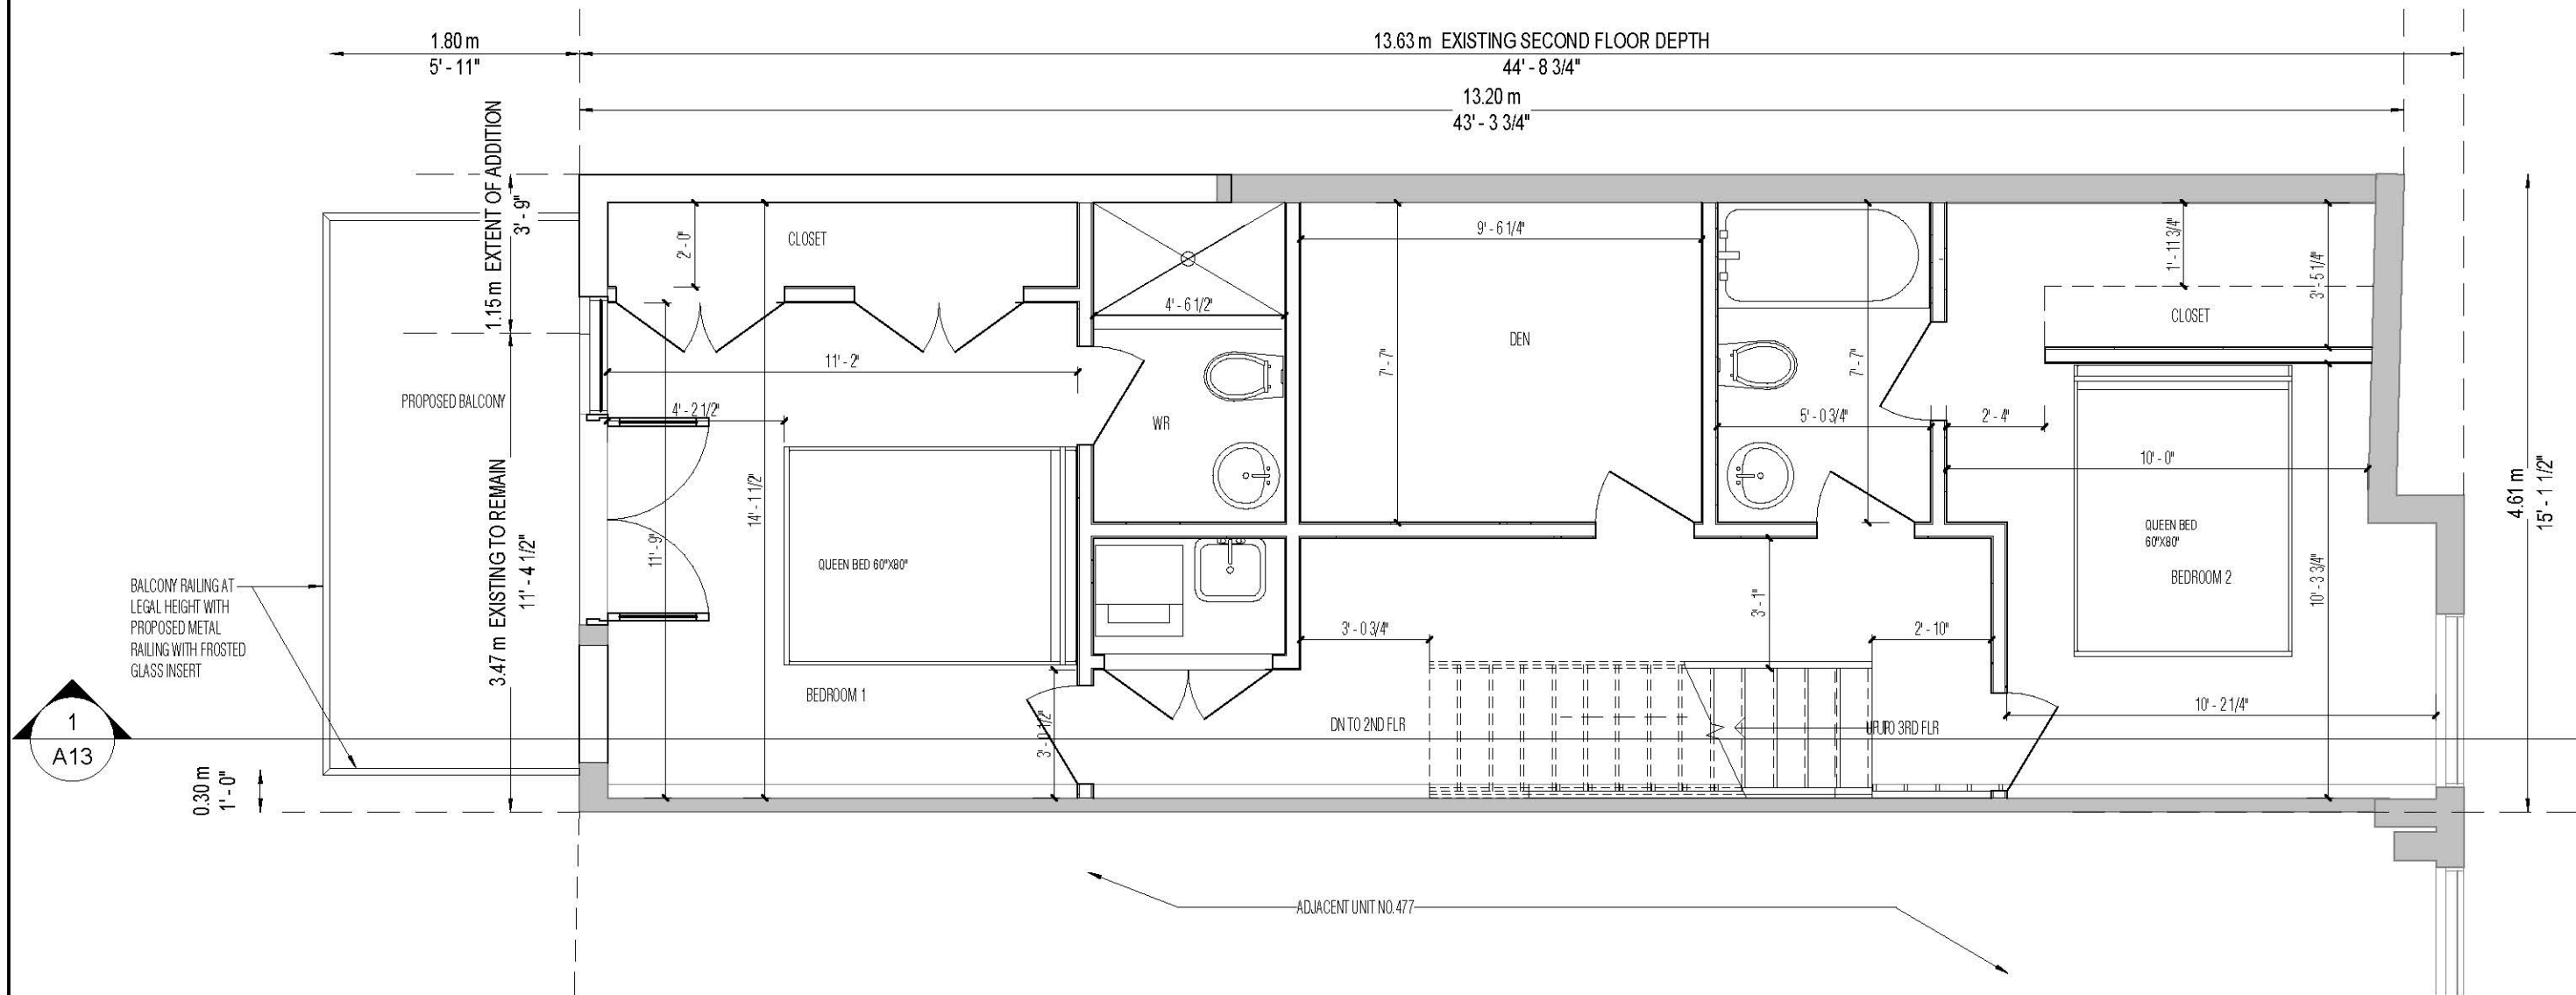 1.80 m
5' - 11"
13.63 m EXISTING SECOND FLOOR DEPTH
44' - 8 3/4"
13.20 m
43' - 3 3/4"
1.15 m EXTENT OF ADDITION
3' - 9"
3.47 m EXISTING TO REMAIN
11' - 4 1/2"
0.30 m
1' - 0"
4.61 m
15' - 1 1/2"
PROPOSED BALCONY
BALCONY RAILING AT
LEGAL HEIGHT WITH
PROPOSED METAL
RAILING WITH FROSTED
GLASS INSERT
1
A13
CLOSET
2' - 0"
11' - 2"
4' - 2 1/2"
14' - 1 1/2"
11' - 9"
QUEEN BED 60"X80"
BEDROOM 1
3' - 0 1/2"
4' - 6 1/2"
WR
9' - 6 1/4"
DEN
7' - 7"
7' - 7"
5' - 0 3/4"
3' - 0 3/4"
3' - 1"
2' - 10"
DN TO 2ND FLR
3RD FLR
1' - 11 3/4"
3' - 5 1/4"
CLOSET
2' - 4"
10' - 0"
QUEEN BED
60"X80"
BEDROOM 2
10' - 3 3/4"
10' - 2 1/4"
ADJACENT UNIT NO.477